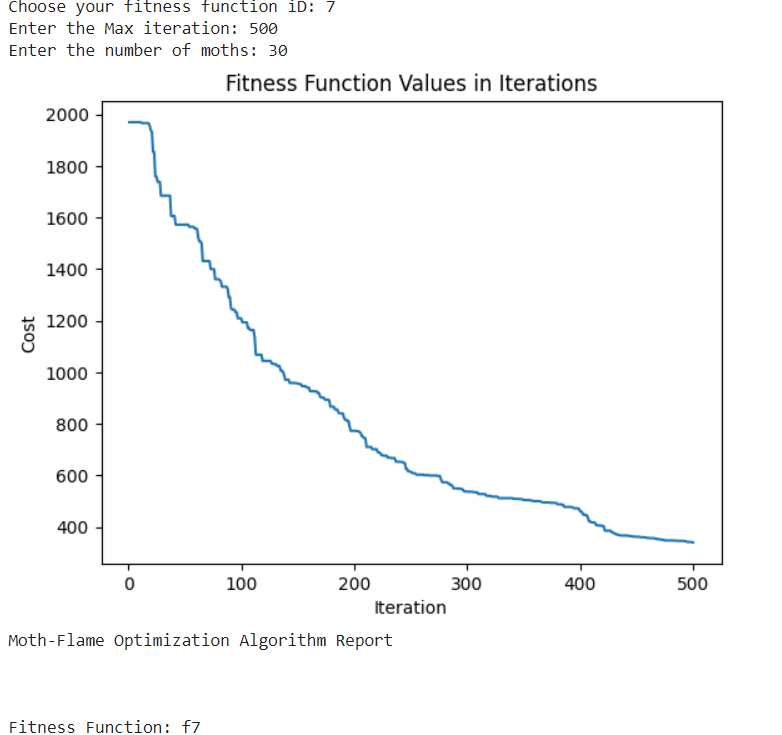 Choose your fitness function iD: 7
Enter the Max iteration: 500
Enter the number of moths: 30
Fitness Function Values in Iterations
2000
1800
1600
1400
1200
1000
800
600
400
Cost
0 100 200 300 400 500
Iteration
Moth-Flame Optimization Algorithm Report
Fitness Function: f7